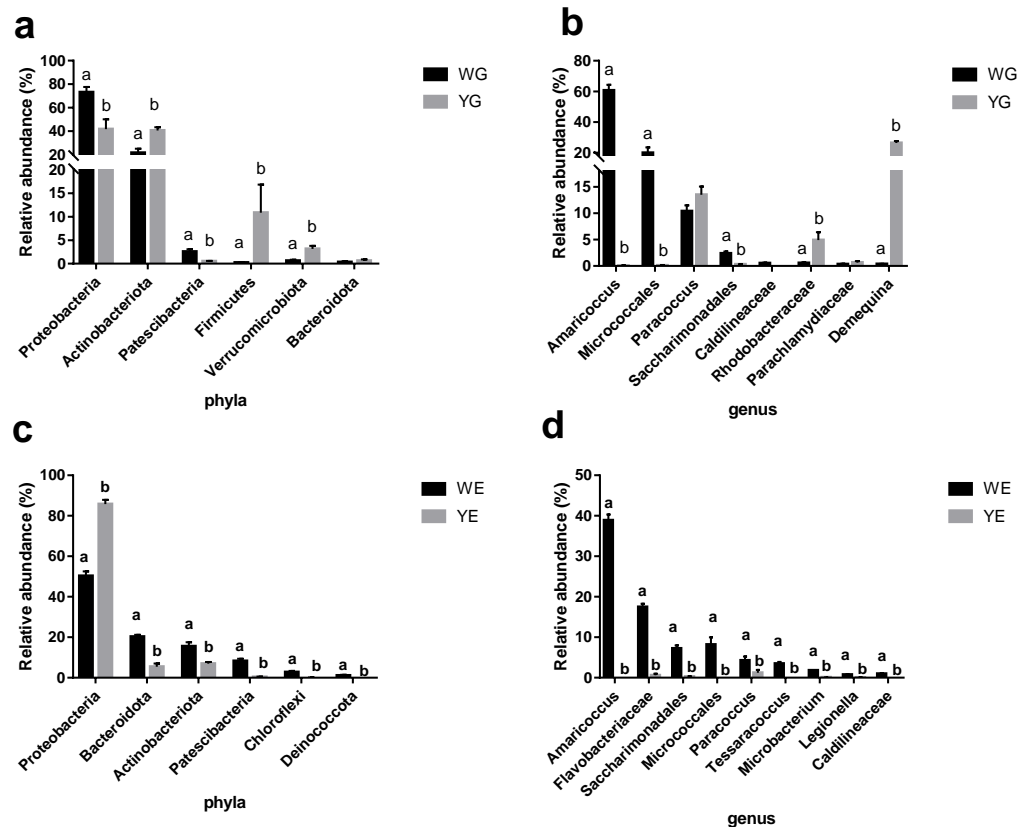 a
Relative abundance (%)
100
80
60
40
20
20
15
10
5
0
a
b
a
b
a
b
a
b
a
b
WG
YG
Proteobacteria
Actinobacteriota
Patescibacteria
Firmicutes
Verrucomicrobiota
Bacteroidota
phyla
b
Relative abundance (%)
80
60
40
20
15
10
5
0
a
b
a
b
a
b
a
b
a
b
WG
YG
Amaricoccus
Micrococcales
Paracoccus
Saccharimonadales
Caldilineaceae
Rhodobacteraceae
Parachlamydiaceae
Demequina
genus
c
Relative abundance (%)
100
80
60
40
20
0
a
b
a
b
a
b
a
b
a
b
a
b
WE
YE
Proteobacteria
Bacteroidota
Actinobacteriota
Patescibacteria
Chloroflexi
Deinococcota
phyla
d
Relative abundance (%)
50
40
30
20
10
0
a
b
a
b
a
b
a
b
a
b
a
b
a
b
a
b
a
b
WE
YE
Amaricoccus
Flavobacteriaceae
Saccharimonadales
Micrococcales
Paracoccus
Tessaracoccus
Microbacterium
Legionella
Caldilineaceae
genus